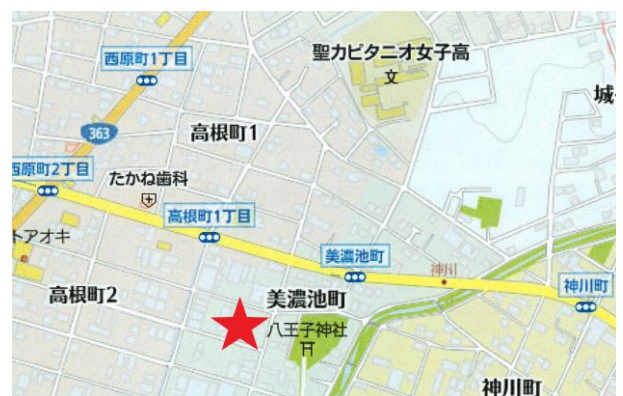 西原町1丁目
聖カピタニオ女子高
文
城
363
高根町1
西原町2丁目
たかね歯科
高根町1丁目
トアオキ
美濃池町
神川
神川町
高根町2
美濃池町
八王子神社
神川町